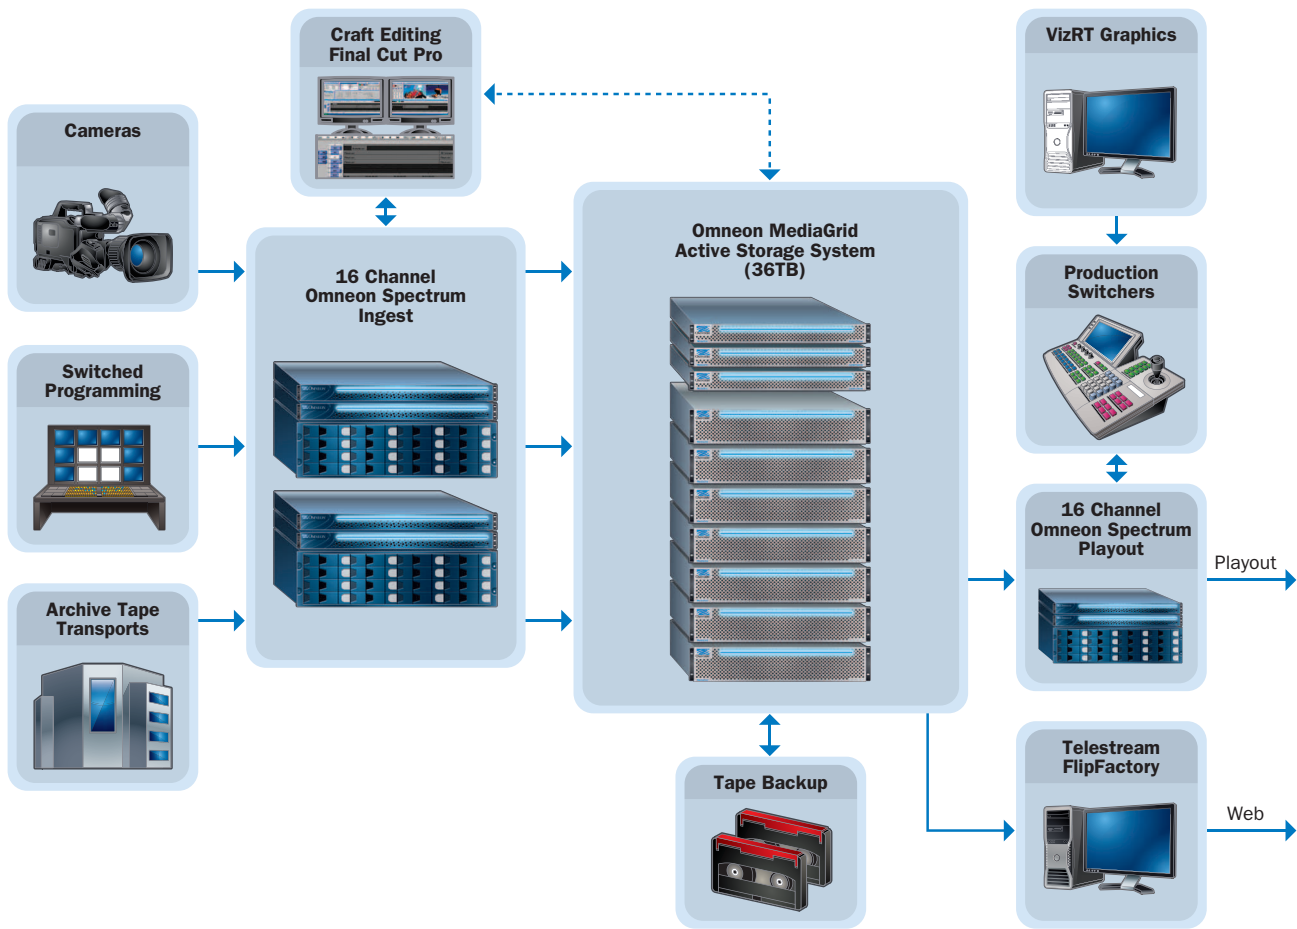 Craft Editing
Final Cut Pro
VizRT Graphics
Cameras
Omneon MediaGrid
Active Storage System
(36TB)
16 Channel
Omneon Spectrum
Ingest
Production
Switchers
Switched
Programming
16 Channel
Omneon Spectrum
Playout
Playout
Archive Tape
Transports
Telestream
FlipFactory
Tape Backup
Web